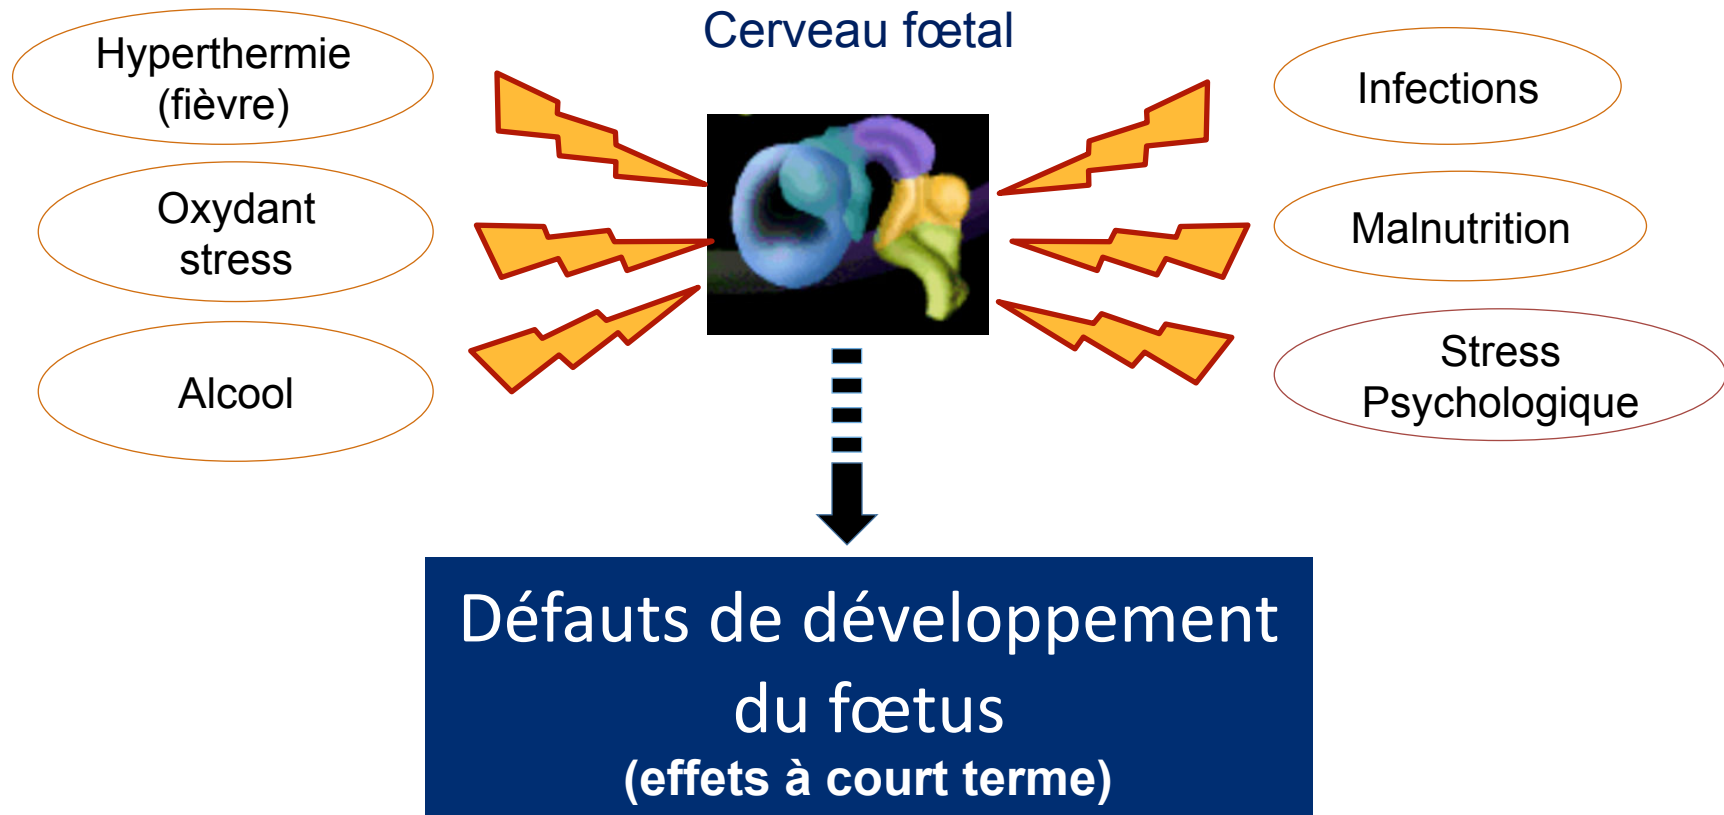 Cerveau fœtal
Hyperthermie
(fièvre)
Oxydant
stress
Alcool
Infections
Malnutrition
Stress
Psychologique
Défauts de développement
du fœtus
(effets à court terme)